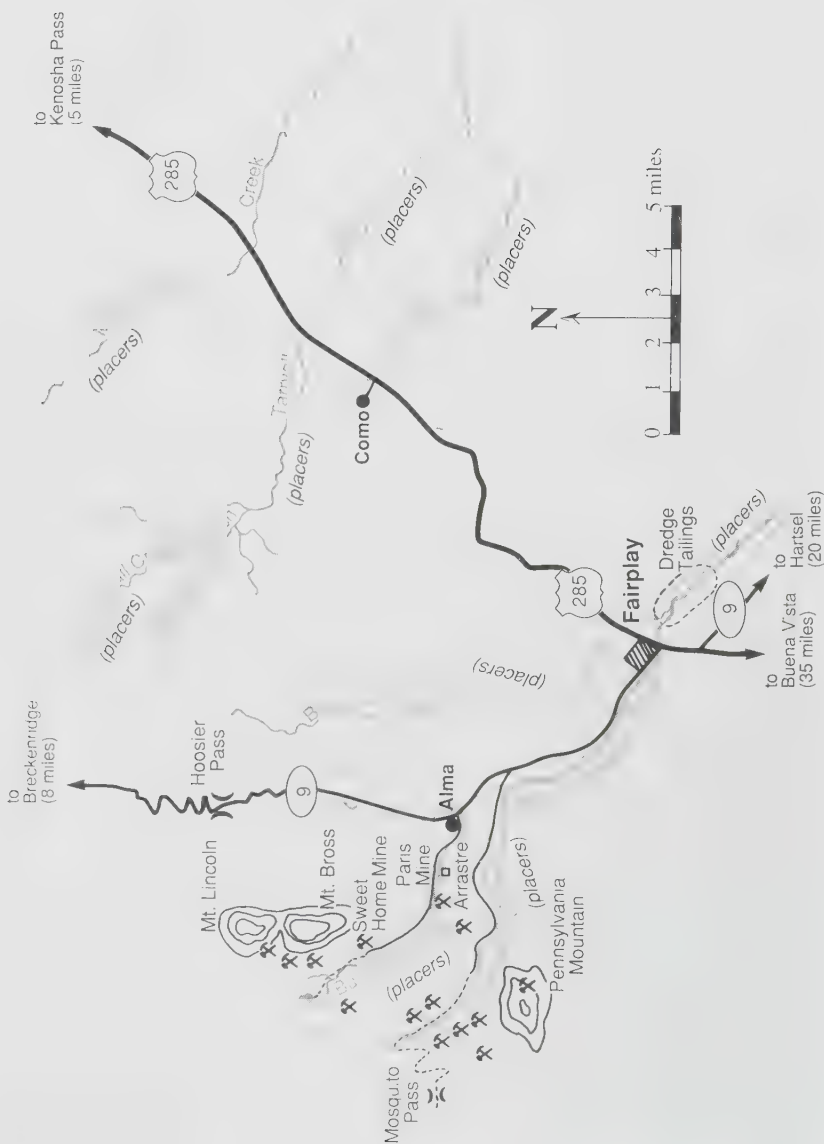 to
Kenosha Pass
(5 miles)
285
Creek
(placers)
(placers)
(placers)
Como
(placers)
(placers)
N
0 1 2 3 4 5 miles
285
Fairplay
Dredge
Tailings
(placers)
9
to
Hartsel
(20 miles)
to
Buena Vista
(35 miles)
(placers)
to
Breckenridge
(8 miles)
Hoosier
Pass
9
B
Alma
Mt. Lincoln
Mt. Bross
Sweet
Home Mine
Paris
Mine
Arrastre
(placers)
(placers)
Pennsylvania
Mountain
Mosquito
Pass